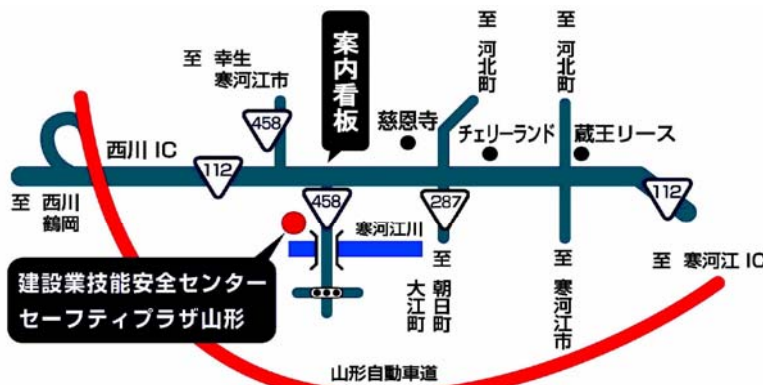 至 幸生
寒河江市
458
案内看板
至 河北町
至 河北町
慈恩寺
チェリーランド
蔵王リース
西川 IC
112
至 西川
鶴岡
458
寒河江川
287
112
建設業技能安全センター
セーフティプラザ山形
至 朝日町
大江町
至 寒河江市
至 寒河江 IC
山形自動車道